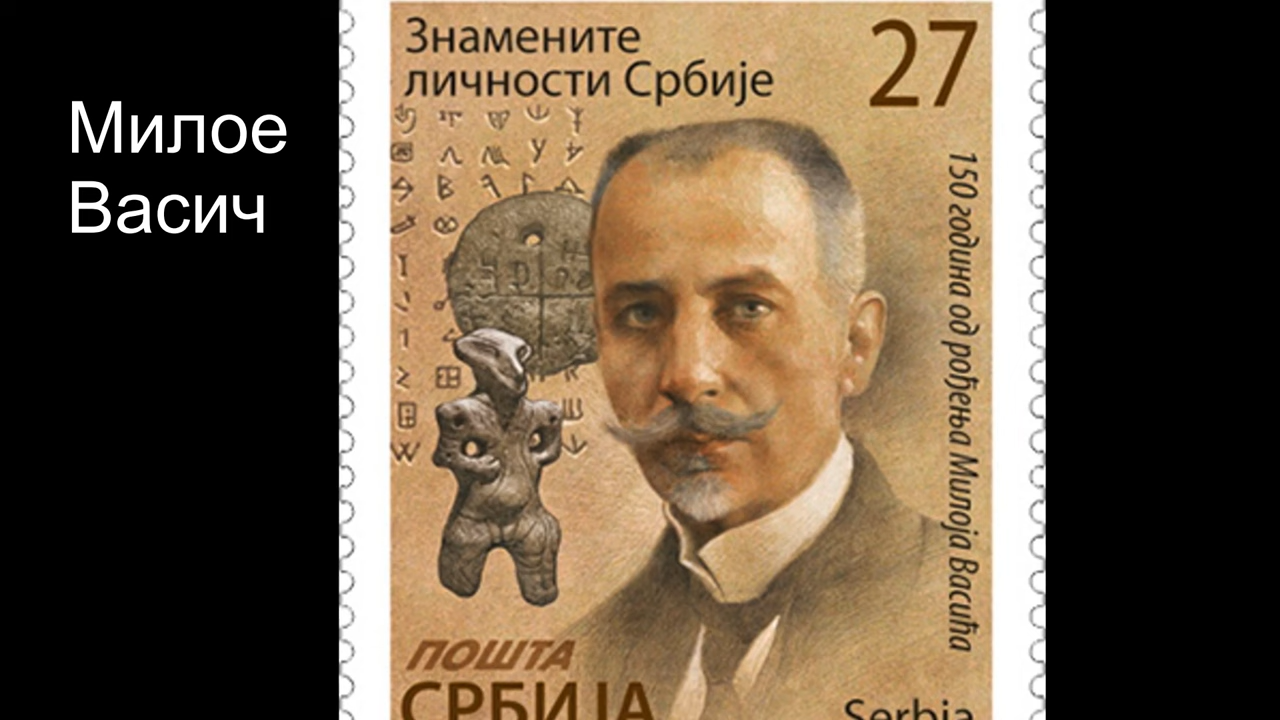 Милое
Васич
Знамените
личности Србије
27
150 година од рођења Милоја Васића
ПОШТА
СРБИЈА
Serbia